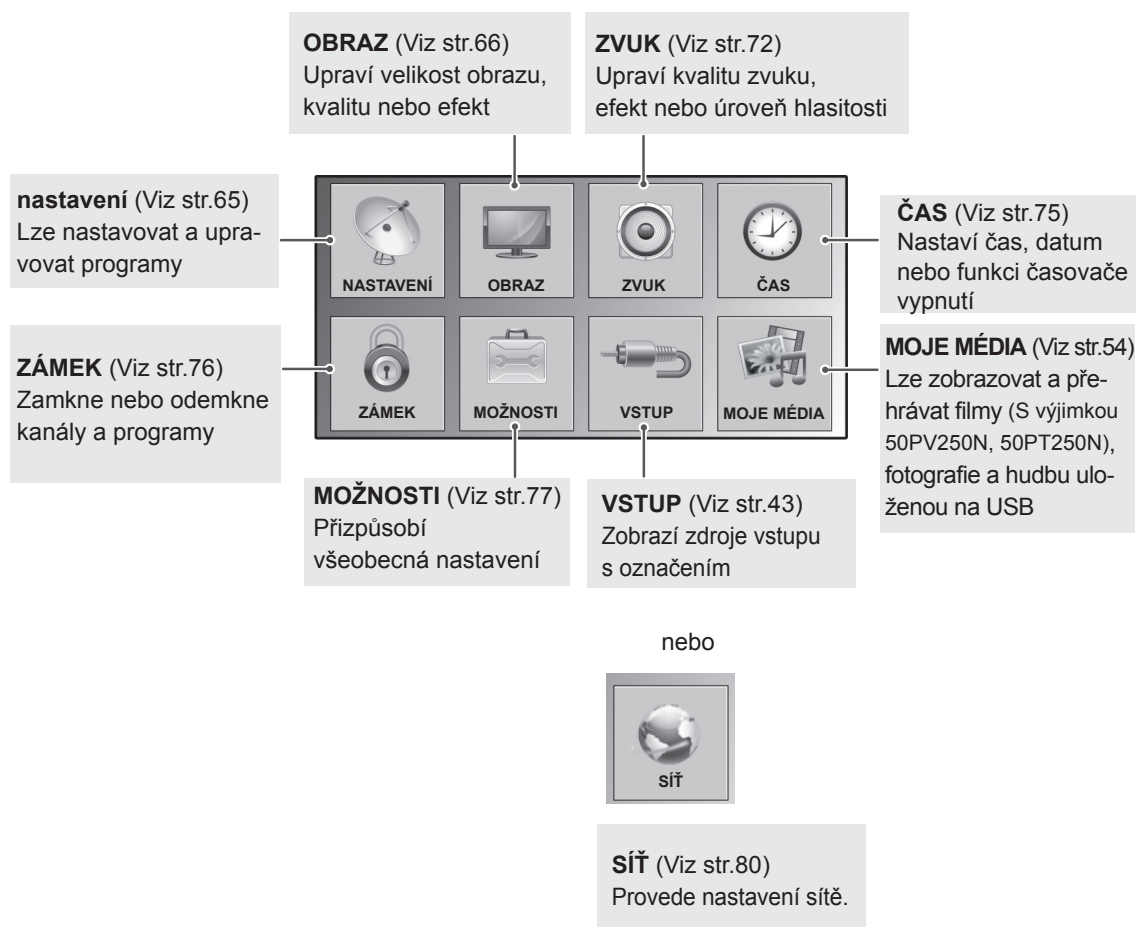 OBRAZ (Viz str.66)
Upraví velikost obrazu,
kvalitu nebo efekt
ZVUK (Viz str.72)
Upraví kvalitu zvuku,
efekt nebo úroveň hlasitosti
nastavení (Viz str.65)
Lze nastavovat a upra-
vovat programy
NASTAVENÍ
OBRAZ
ZVUK
ČAS
ČAS (Viz str.75)
Nastaví čas, datum
nebo funkci časovače
vypnutí
ZÁMEK (Viz str.76)
Zamkne nebo odemkne
kanály a programy
ZÁMEK
MOŽNOSTI
VSTUP
MOJE MÉDIA
MOJE MÉDIA (Viz str.54)
Lze zobrazovat a pře-
hrávat filmy (S výjimkou
50PV250N, 50PT250N),
fotografie a hudbu ulo-
ženou na USB
MOŽNOSTI (Viz str.77)
Přizpůsobí
všeobecná nastavení
VSTUP (Viz str.43)
Zobrazí zdroje vstupu
s označením
nebo
SÍŤ
SÍŤ (Viz str.80)
Provede nastavení sítě.